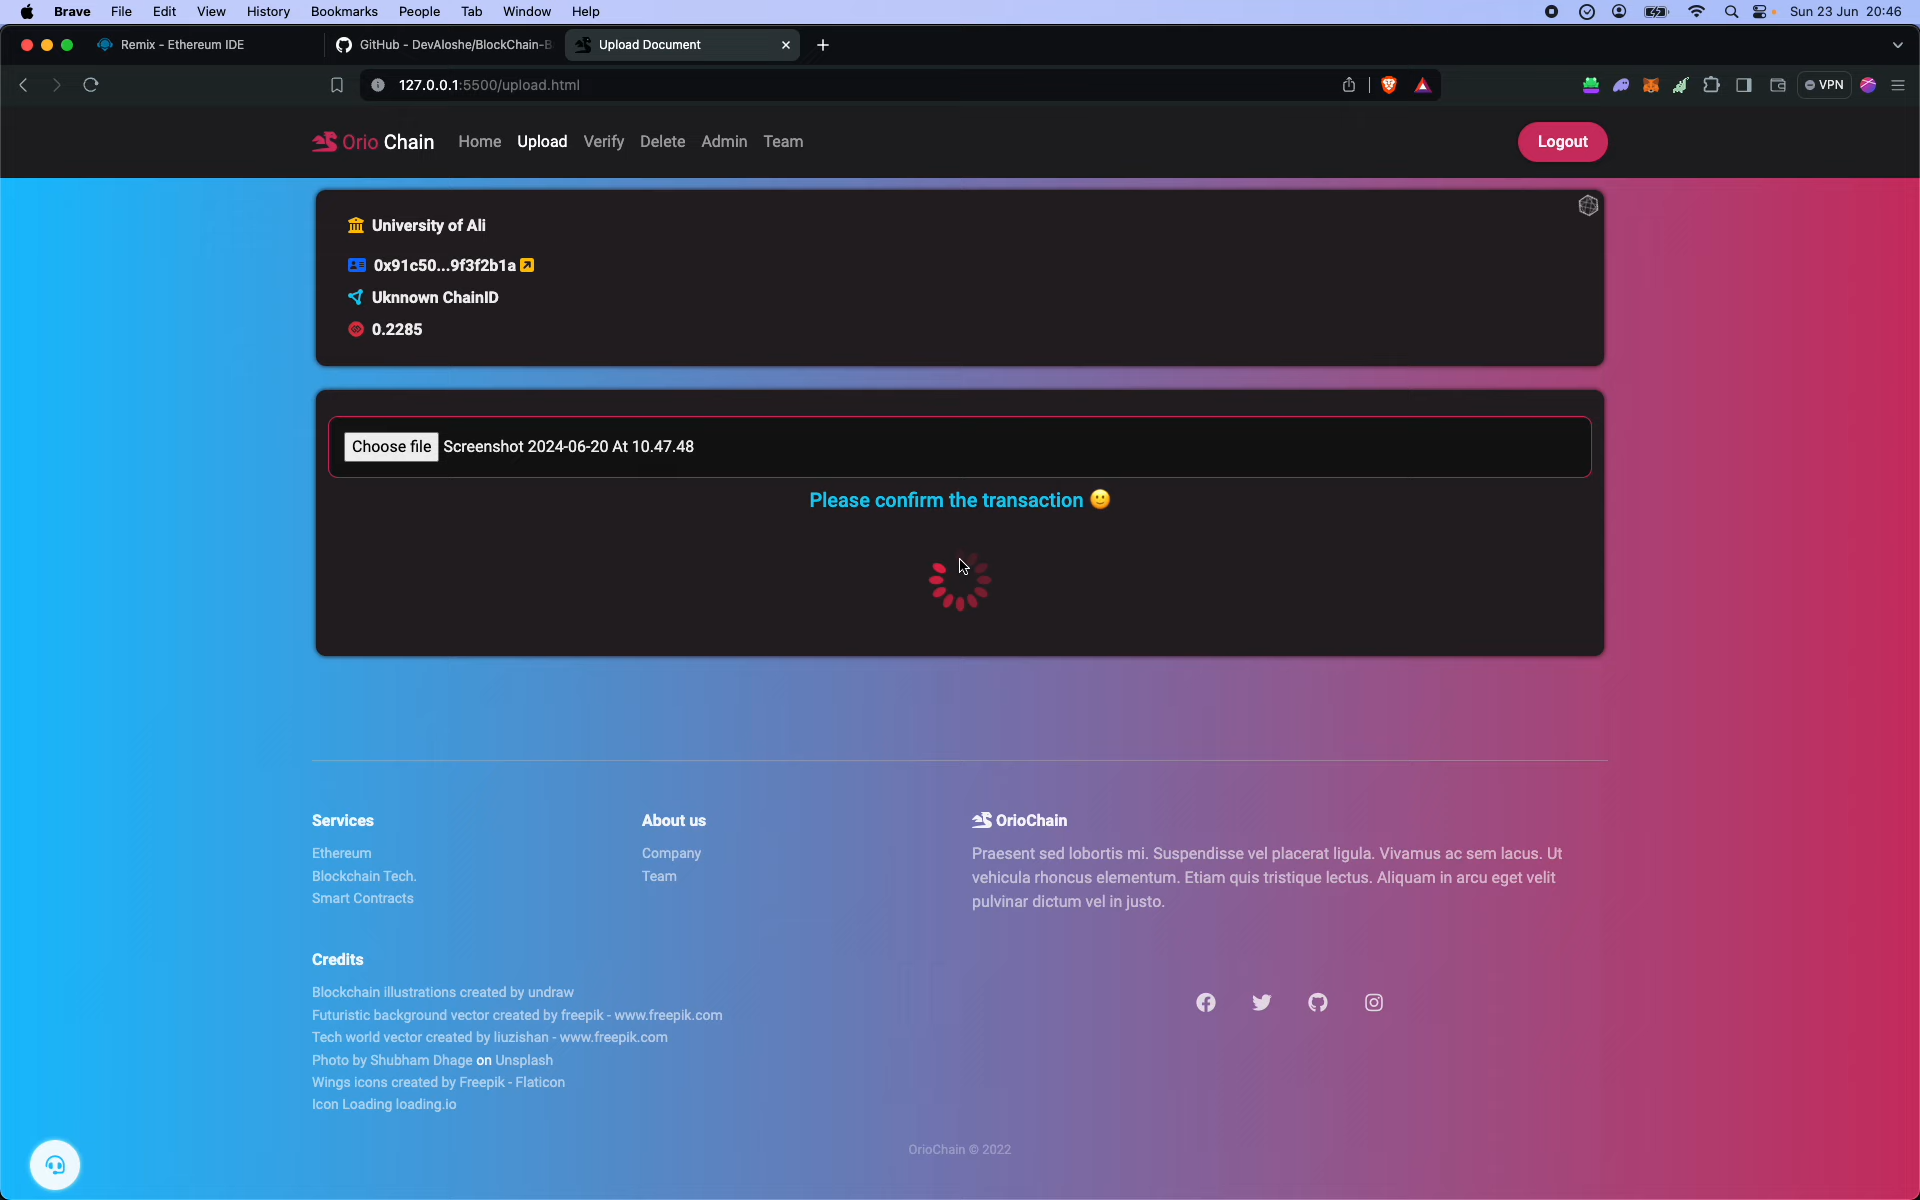 Brave File Edit View History Bookmarks People Tab Window Help Sun 23 Jun 20:46
Remix - Ethereum IDE GitHub - DevAloshe/BlockChain-B Upload Document
127.0.0.1:5500/upload.html VPN
Orio Chain Home Upload Verify Delete Admin Team Logout
University of Ali
0x91c50...9f3f2b1a
Uknnown ChainID
0.2285
Choose file Screenshot 2024-06-20 At 10.47.48
Please confirm the transaction 🙂
Services
Ethereum
Blockchain Tech.
Smart Contracts
About us
Company
Team
OrioChain
Praesent sed lobortis mi. Suspendisse vel placerat ligula. Vivamus ac sem lacus. Ut
vehicula rhoncus elementum. Etiam quis tristique lectus. Aliquam in arcu eget velit
pulvinar dictum vel in justo.
Credits
Blockchain illustrations created by undraw
Futuristic background vector created by freepik - www.freepik.com
Tech world vector created by liuzishan - www.freepik.com
Photo by Shubham Dhage on Unsplash
Wings icons created by Freepik - Flaticon
Icon Loading loading.io
OrioChain © 2022